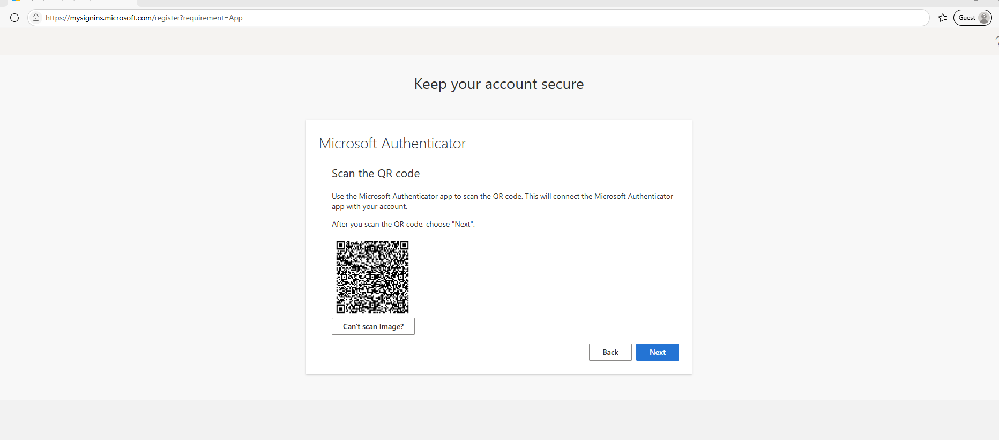 https://mysignins.microsoft.com/register?requirement=App
Guest
Keep your account secure
Microsoft Authenticator
Scan the QR code
Use the Microsoft Authenticator app to scan the QR code. This will connect the Microsoft Authenticator
app with your account.
After you scan the QR code, choose "Next".
Can't scan image?
Back
Next